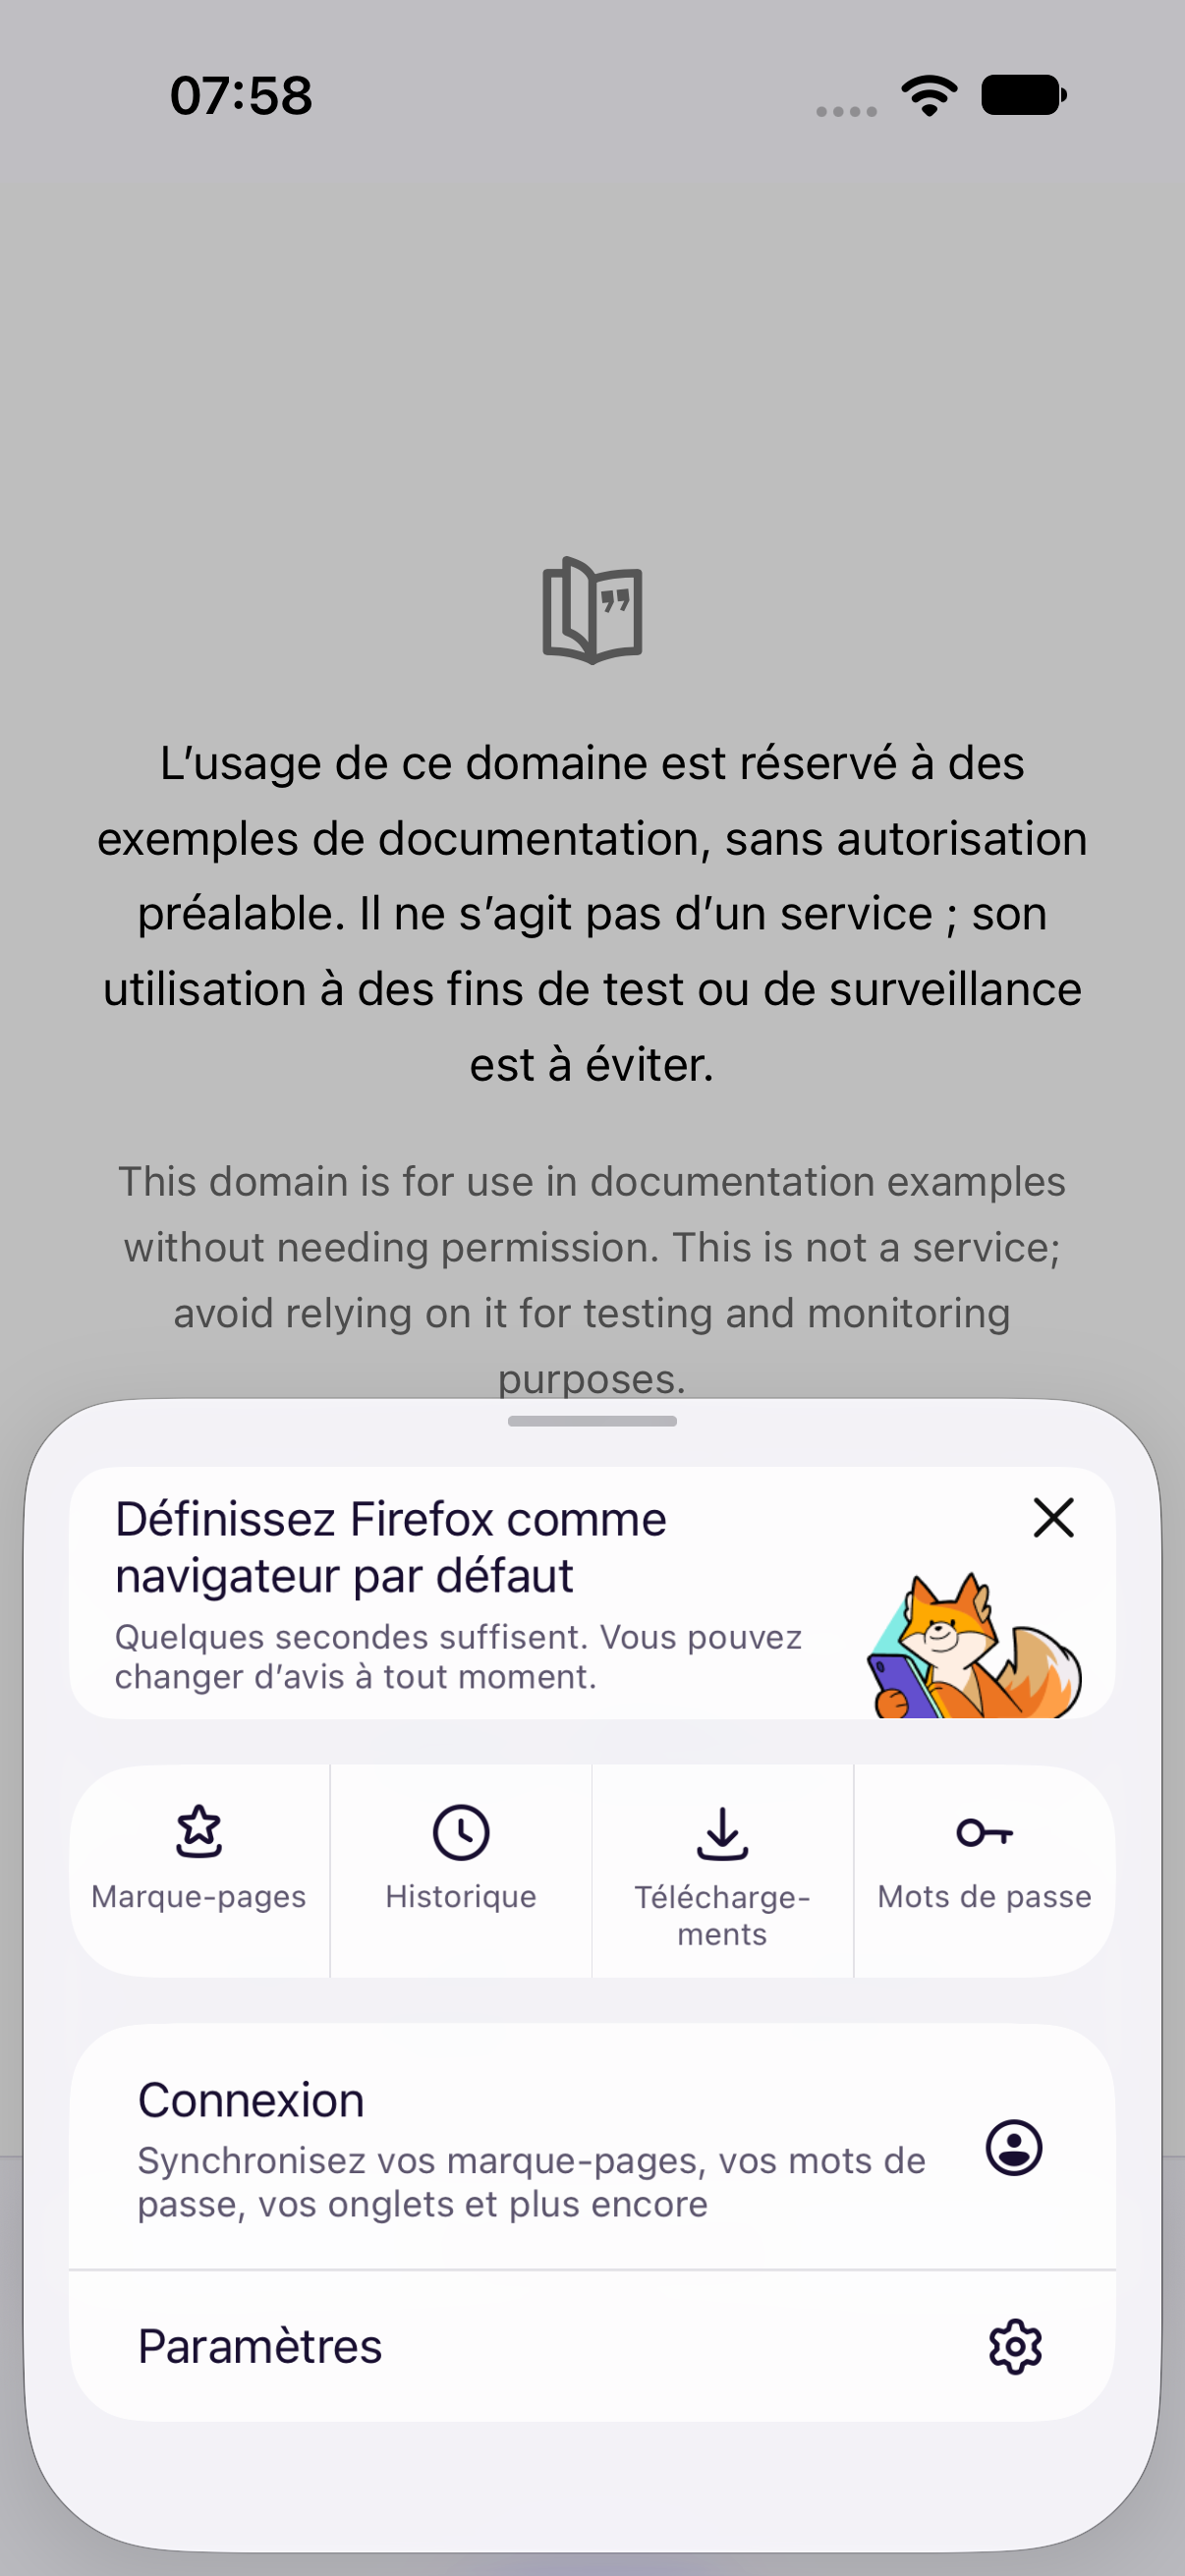 07:58
L’usage de ce domaine est réservé à des
exemples de documentation, sans autorisation
préalable. Il ne s’agit pas d’un service ; son
utilisation à des fins de test ou de surveillance
est à éviter.
This domain is for use in documentation examples
without needing permission. This is not a service;
avoid relying on it for testing and monitoring
purposes.
Définissez Firefox comme
navigateur par défaut
Quelques secondes suffisent. Vous pouvez
changer d’avis à tout moment.
Marque-pages
Historique
Télécharge-
ments
Mots de passe
Connexion
Synchronisez vos marque-pages, vos mots de
passe, vos onglets et plus encore
Paramètres